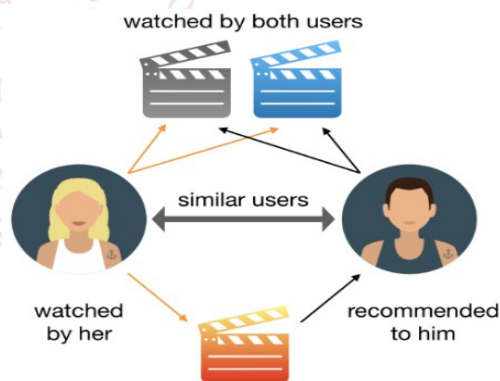 watched by both users
similar users
watched
by her
recommended
to him